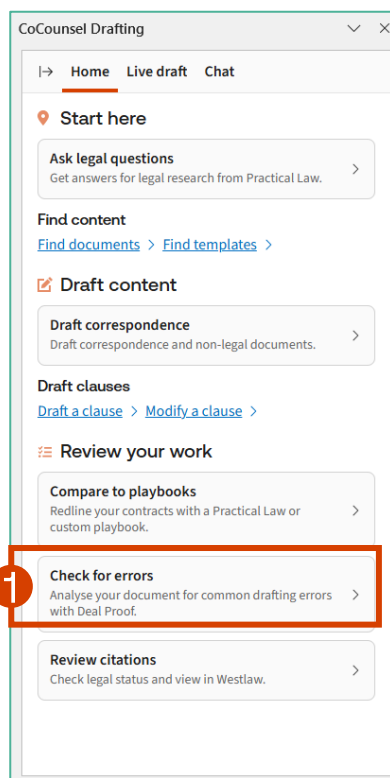 CoCounsel Drafting
Home Live draft Chat
Start here
Ask legal questions
Get answers for legal research from Practical Law.
Find content
Find documents > Find templates >
Draft content
Draft correspondence
Draft correspondence and non-legal documents.
Draft clauses
Draft a clause > Modify a clause >
Review your work
Compare to playbooks
Redline your contracts with a Practical Law or
custom playbook.
1
Check for errors
Analyse your document for common drafting errors
with Deal Proof.
Review citations
Check legal status and view in Westlaw.